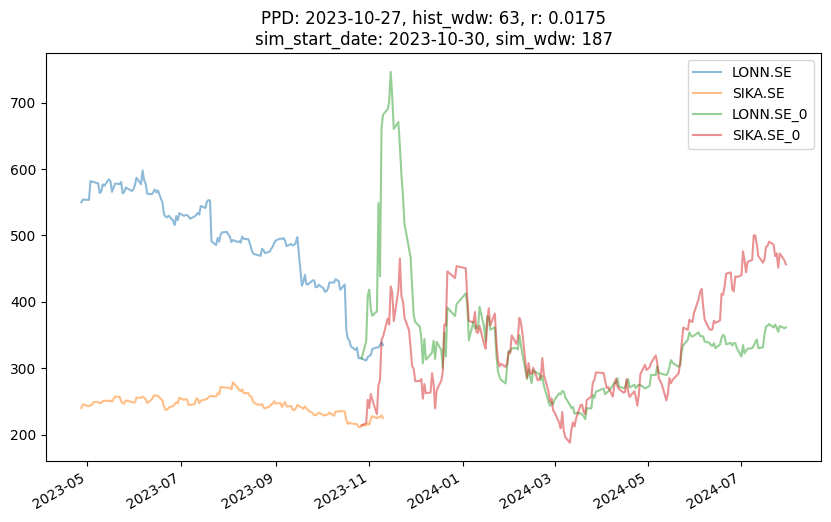 PPD: 2023-10-27, hist_wdw: 63, r: 0.0175
sim_start_date: 2023-10-30, sim_wdw: 187
LONN.SE
SIKA.SE
LONN.SE_0
SIKA.SE_0
700
600
500
400
300
200
2023-05
2023-07
2023-09
2023-11
2024-01
2024-03
2024-05
2024-07